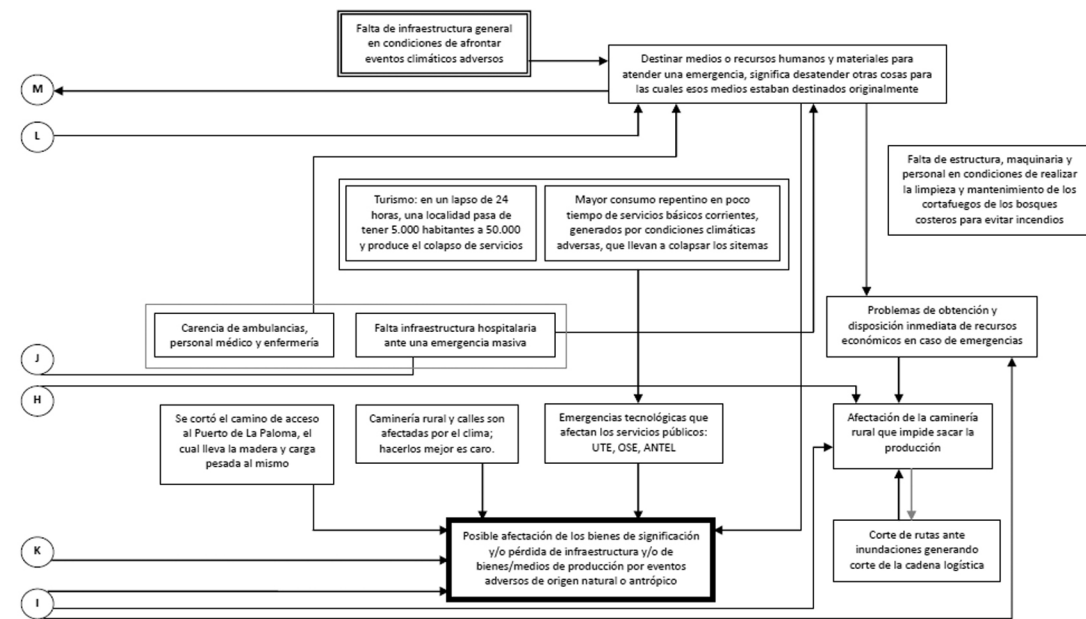 Falta de infraestructura general
en condiciones de afrontar
eventos climáticos adversos
Destinar medios o recursos humanos y materiales para
atender una emergencia, significa desatender otras cosas para
las cuales esos medios estaban destinados originalmente
M
L
Falta de estructura, maquinaria y
personal en condiciones de realizar
la limpieza y mantenimiento de los
cortafuegos de los bosques
costeros para evitar incendios
Turismo: en un lapso de 24
horas, una localidad pasa de
tener 5.000 habitantes a 50.000
y produce el colapso de servicios
Mayor consumo repentino en poco
tiempo de servicios básicos corrientes,
generados por condiciones climáticas
adversas, que llevan a colapsar los sitemas
Carencia de ambulancias,
personal médico y enfermería
Falta infraestructura hospitalaria
ante una emergencia masiva
Problemas de obtención y
disposición inmediata de recursos
económicos en caso de emergencias
J
H
Se cortó el camino de acceso
al Puerto de La Paloma, el
cual lleva la madera y carga
pesada al mismo
Caminería rural y calles son
afectadas por el clima;
hacerlos mejor es caro.
Emergencias tecnológicas que
afectan los servicios públicos:
UTE, OSE, ANTEL
Afectación de la caminería
rural que impide sacar la
producción
Posible afectación de los bienes de significación
y/o pérdida de infraestructura y/o de
bienes/medios de producción por eventos
adversos de origen natural o antrópico
Corte de rutas ante
inundaciones generando
corte de la cadena logística
K
I